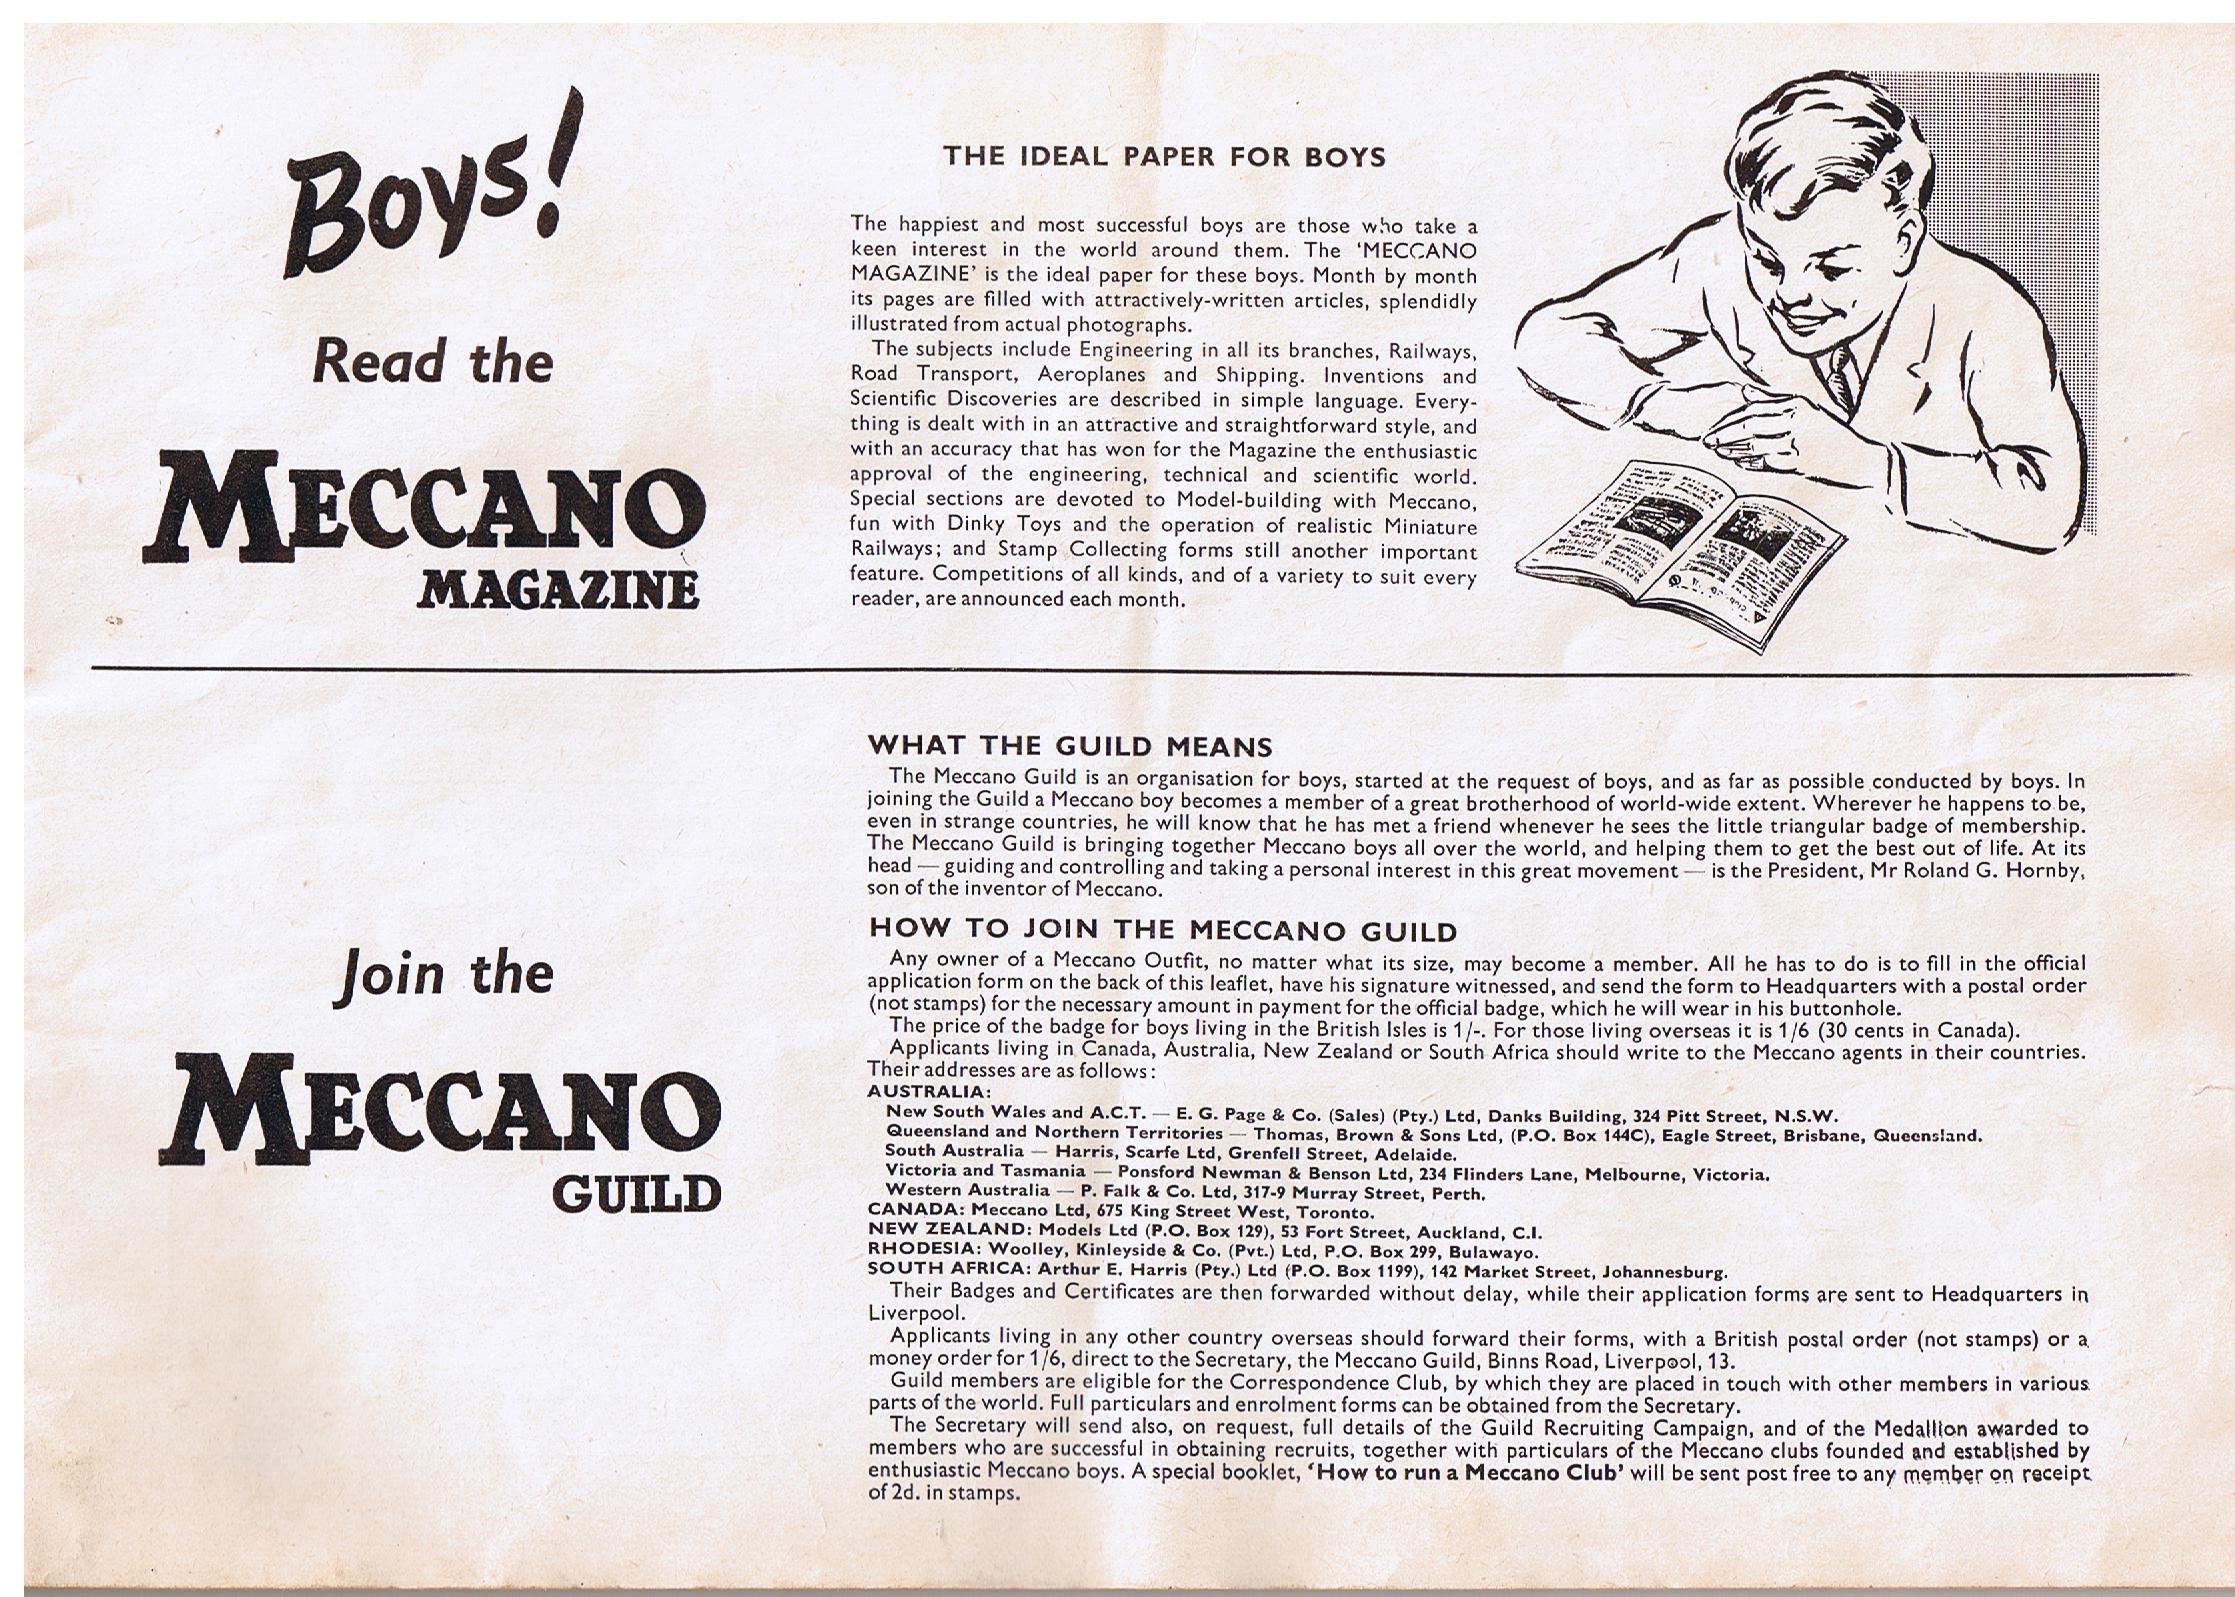 Boys!
Read the
MECCANO
MAGAZINE
THE IDEAL PAPER FOR BOYS
The happiest and most successful boys are those who take a
keen interest in the world around them. The ‘MECCANO
MAGAZINE’ is the ideal paper for these boys. Month by month
its pages are filled with attractively-written articles, splendidly
illustrated from actual photographs.
The subjects include Engineering in all its branches, Railways,
Road Transport, Aeroplanes and Shipping. Inventions and
Scientific Discoveries are described in simple language. Every-
thing is dealt with in an attractive and straightforward style, and
with an accuracy that has won for the Magazine the enthusiastic
approval of the engineering, technical and scientific world.
Special sections are devoted to Model-building with Meccano,
fun with Dinky Toys and the operation of realistic Miniature
Railways; and Stamp Collecting forms still another important
feature. Competitions of all kinds, and of a variety to suit every
reader, are announced each month.
Join the
MECCANO
GUILD
WHAT THE GUILD MEANS
The Meccano Guild is an organisation for boys, started at the request of boys, and as far as possible conducted by boys. In
joining the Guild a Meccano boy becomes a member of a great brotherhood of world-wide extent. Wherever he happens to be,
even in strange countries, he will know that he has met a friend whenever he sees the little triangular badge of membership.
The Meccano Guild is bringing together Meccano boys all over the world, and helping them to get the best out of life. At its
head — guiding and controlling and taking a personal interest in this great movement — is the President, Mr Roland G. Hornby,
son of the inventor of Meccano.
HOW TO JOIN THE MECCANO GUILD
Any owner of a Meccano Outfit, no matter what its size, may become a member. All he has to do is to fill in the official
application form on the back of this leaflet, have his signature witnessed, and send the form to Headquarters with a postal order
(not stamps) for the necessary amount in payment for the official badge, which he will wear in his buttonhole.
The price of the badge for boys living in the British Isles is 1/-. For those living overseas it is 1/6 (30 cents in Canada).
Applicants living in Canada, Australia, New Zealand or South Africa should write to the Meccano agents in their countries.
Their addresses are as follows:
AUSTRALIA:
New South Wales and A.C.T. — E. G. Page & Co. (Sales) (Pty.) Ltd, Danks Building, 324 Pitt Street, N.S.W.
Queensland and Northern Territories — Thomas, Brown & Sons Ltd, (P.O. Box 144C), Eagle Street, Brisbane, Queensland.
South Australia — Harris, Scarfe Ltd, Grenfell Street, Adelaide.
Victoria and Tasmania — Ponsford Newman & Benson Ltd, 234 Flinders Lane, Melbourne, Victoria.
Western Australia — P. Falk & Co. Ltd, 317-9 Murray Street, Perth.
CANADA: Meccano Ltd, 675 King Street West, Toronto.
NEW ZEALAND: Models Ltd (P.O. Box 129), 53 Fort Street, Auckland, C.I.
RHODESIA: Woolley, Kinleyside & Co. (Pvt.) Ltd, P.O. Box 299, Bulawayo.
SOUTH AFRICA: Arthur E. Harris (Pty.) Ltd (P.O. Box 1199), 142 Market Street, Johannesburg.
Their Badges and Certificates are then forwarded without delay, while their application forms are sent to Headquarters in
Liverpool.
Applicants living in any other country overseas should forward their forms, with a British postal order (not stamps) or a
money order for 1/6, direct to the Secretary, the Meccano Guild, Binns Road, Liverpool, 13.
Guild members are eligible for the Correspondence Club, by which they are placed in touch with other members in various
parts of the world. Full particulars and enrolment forms can be obtained from the Secretary.
The Secretary will send also, on request, full details of the Guild Recruiting Campaign, and of the Medallion awarded to
members who are successful in obtaining recruits, together with particulars of the Meccano clubs founded and established by
enthusiastic Meccano boys. A special booklet, ‘How to run a Meccano Club’ will be sent post free to any member on receipt
of 2d. in stamps.